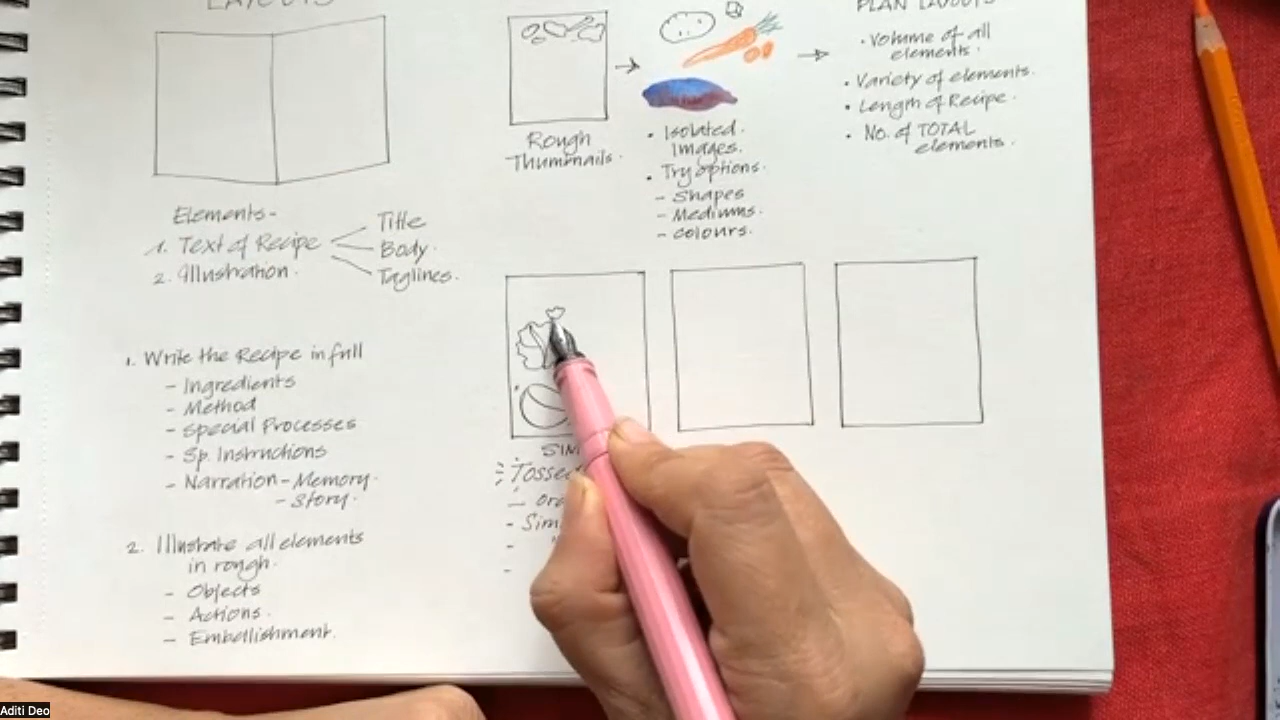 LAYOUTS
Elements-
1. Text of Recipe
2. Illustration.
Title
Body.
Taglines.
1. Write the Recipe in full
- Ingredients
- Method
- Special Processes
- Sp. Instructions
- Narration - Memory.
- Story.
2. Illustrate all elements
in rough.
- Objects
- Actions.
- Embellishment.
Rough
Thumbnails.
• Isolated.
Images.
• Try options.
- Shapes
- Mediums.
- Colours.
PLAN LAYOUTS
• Volume of all
elements.
• Variety of elements.
• Length of Recipe.
• No. of TOTAL
elements.
Aditi Deo